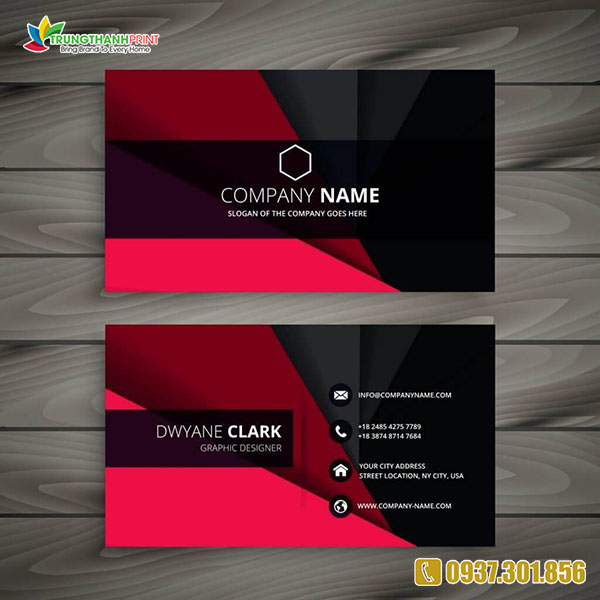 TRUNGTHANHPRINT
Bring Brand To Every Home
COMPANY NAME
SLOGAN OF THE COMPANY GOES HERE
DWYANE CLARK
GRAPHIC DESIGNER
INFO@COMPANYNAME.COM
+18 2485 4275 7789
+18 3874 8714 7684
YOUR CITY ADDRESS
STREET LOCATION, NY CITY, USA
WWW.COMPANY-NAME.COM
0937.301.856